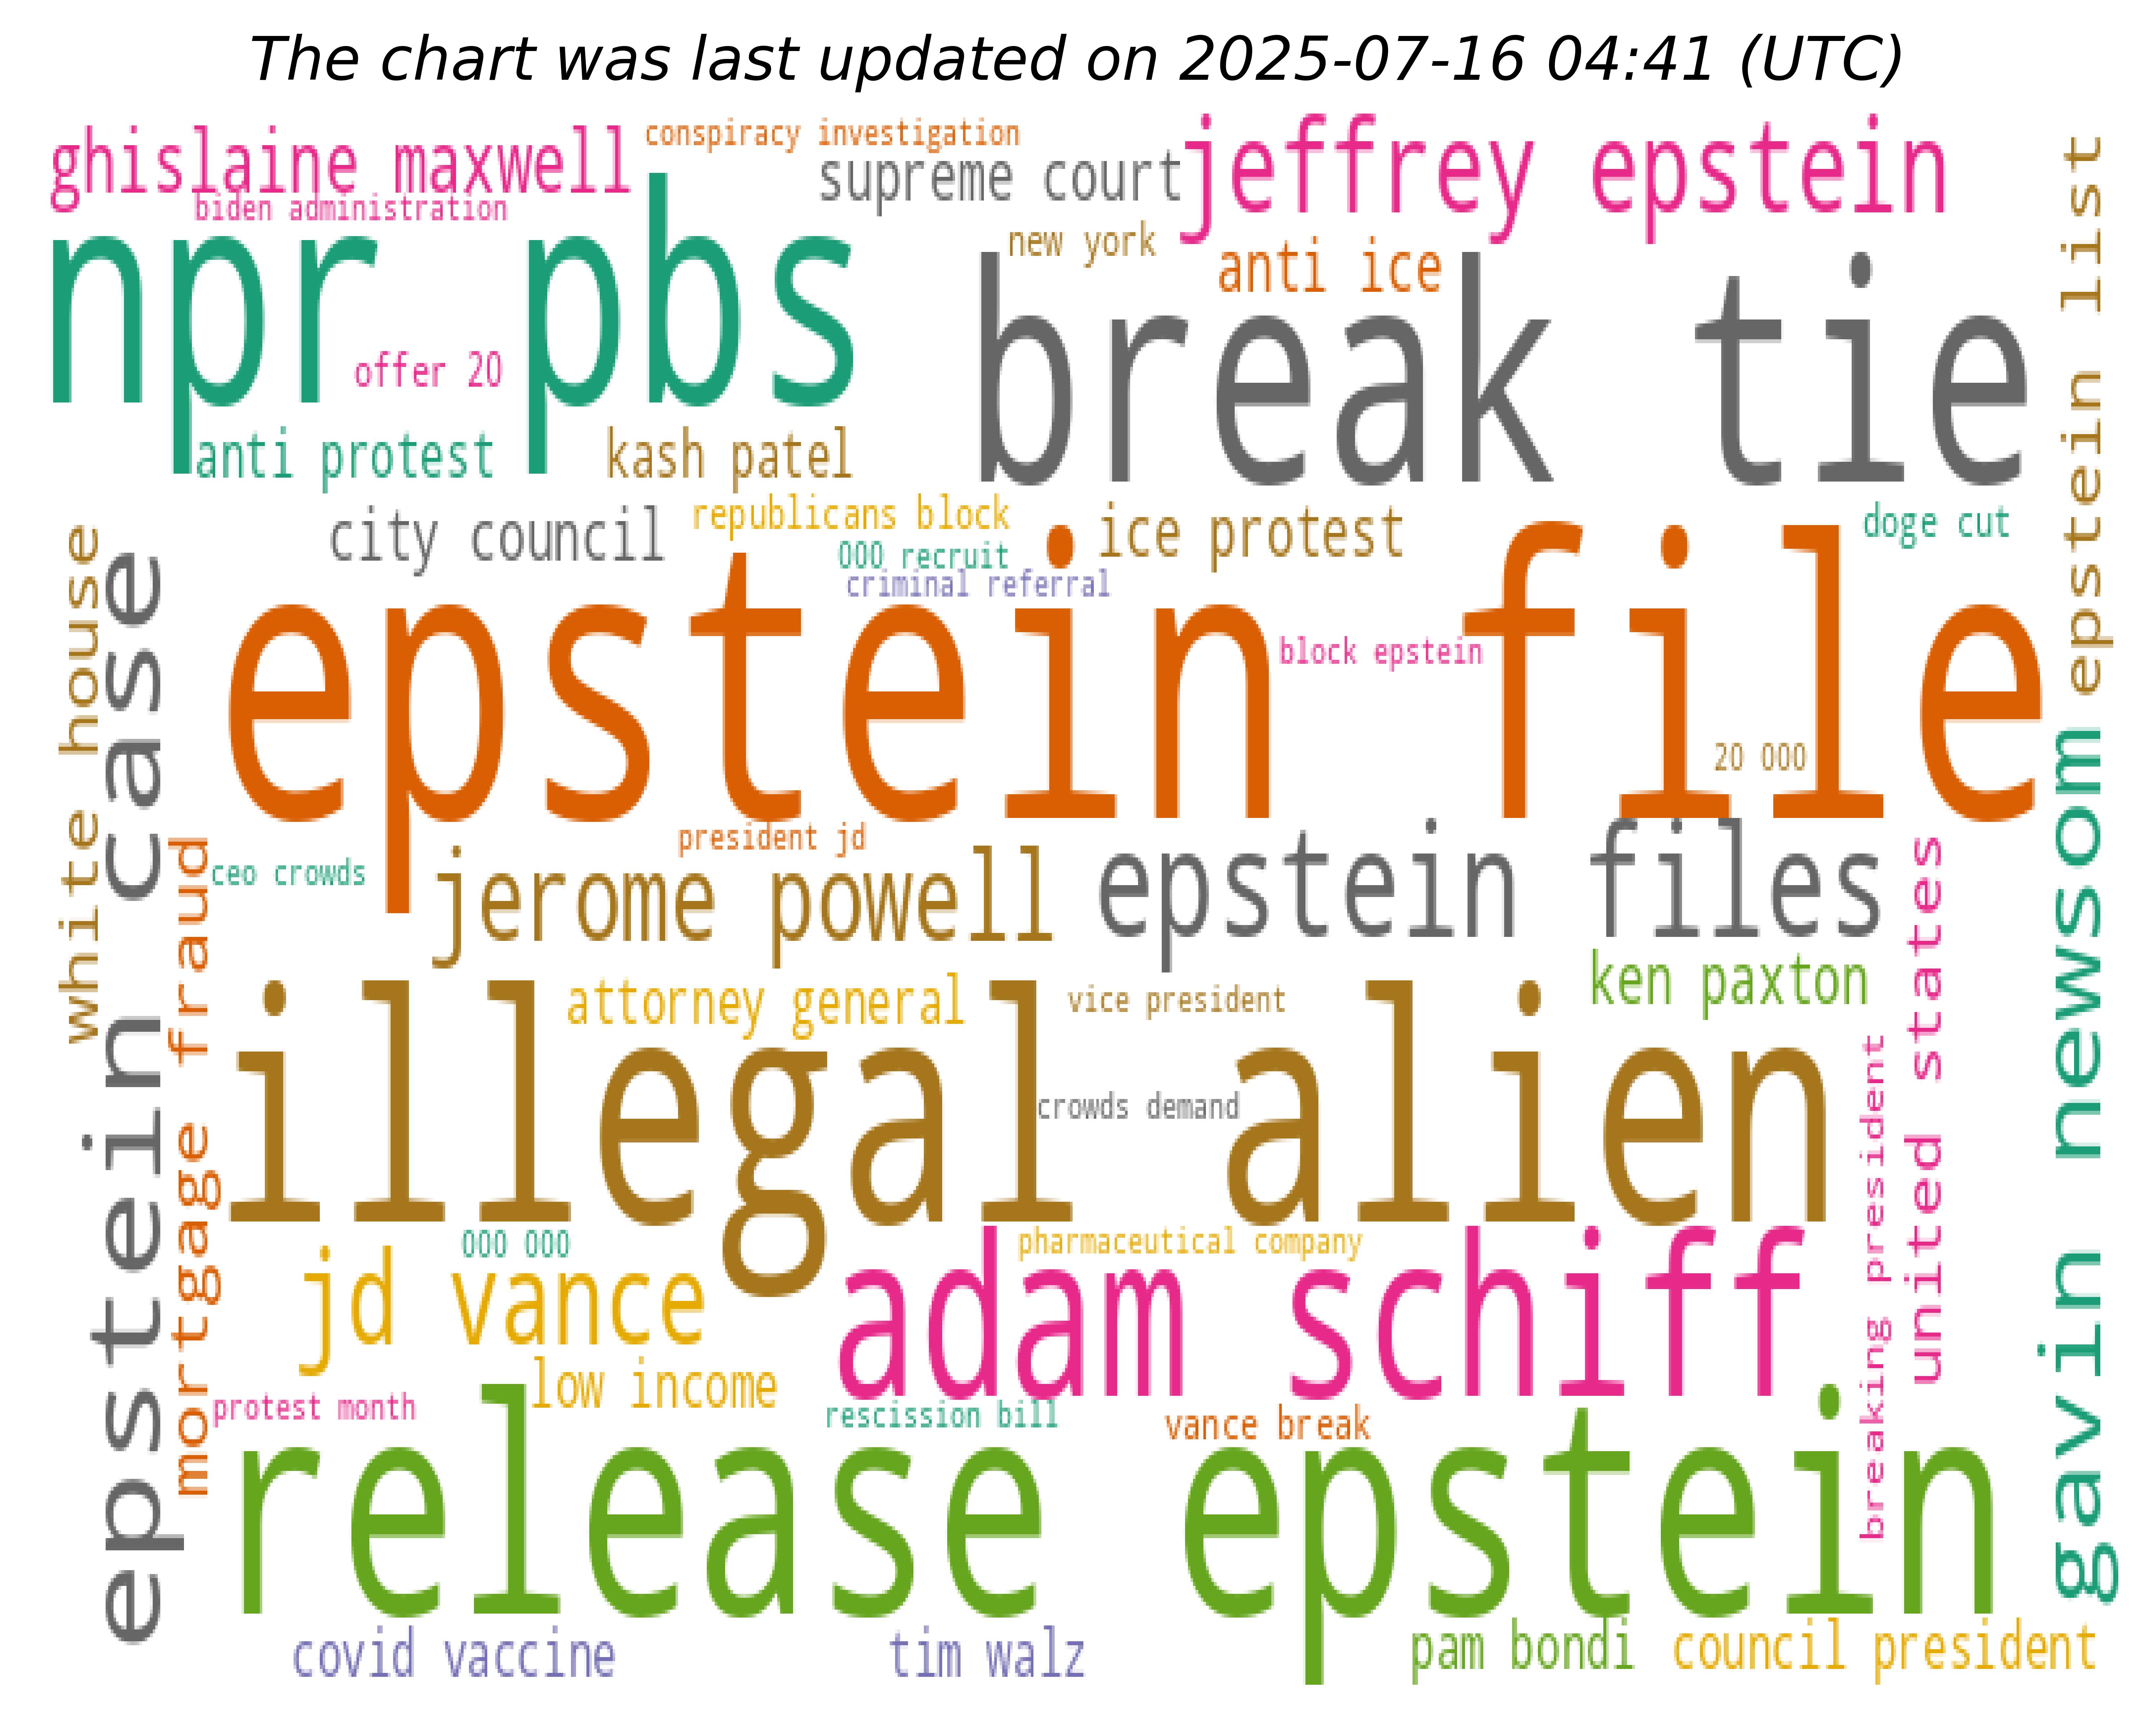 The chart was last updated on 2025-07-16 04:41 (UTC)
ghislaine maxwell
conspiracy investigation
supreme court
jeffrey epstein
epstein list
biden administration
new york
anti ice
npr pbs
break tie
offer 20
anti protest
kash patel
city council
republicans block
ice protest
doge cut
000 recruit
criminal referral
white house
epstein case
epstein file
block epstein
20 000
gavin newsom
president jd
ceo crowds
mortgage fraud
jerome powell
epstein files
united states
attorney general
vice president
ken paxton
illegal alien
crowds demand
breaking president
000 000
pharmaceutical company
jd vance
adam schiff
low income
protest month
rescission bill
vance break
release epstein
covid vaccine
tim walz
pam bondi
council president